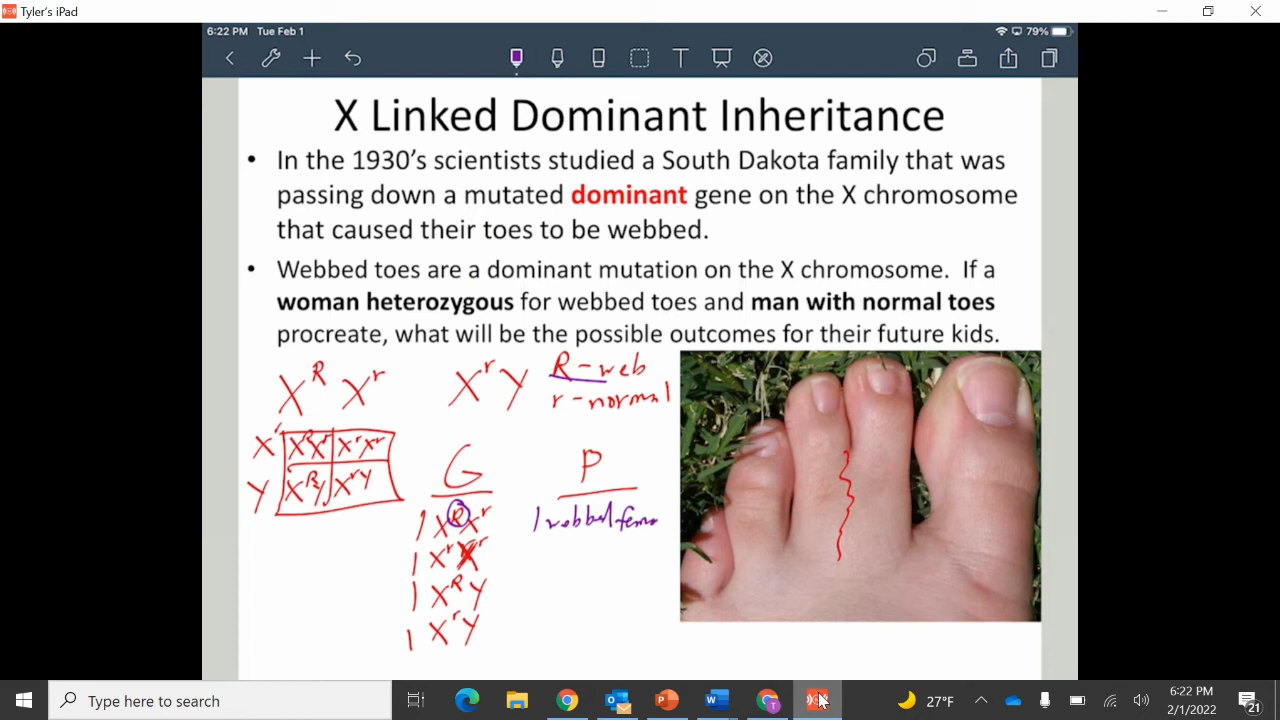 Tyler's iPad
6:22 PM Tue Feb 1
79%
X Linked Dominant Inheritance
• In the 1930's scientists studied a South Dakota family that was
passing down a mutated dominant gene on the X chromosome
that caused their toes to be webbed.
• Webbed toes are a dominant mutation on the X chromosome. If a
woman heterozygous for webbed toes and man with normal toes
procreate, what will be the possible outcomes for their future kids.
X^R X^r X^r Y R - web
r - normal
X^r X^R X^r X^r X^r
Y X^R Y X^r Y
G P
1 X^R X^r 1 webbed fema
1 X^r X^r
1 X^R Y
1 X^r Y
Type here to search
27°F
6:22 PM
2/1/2022
21